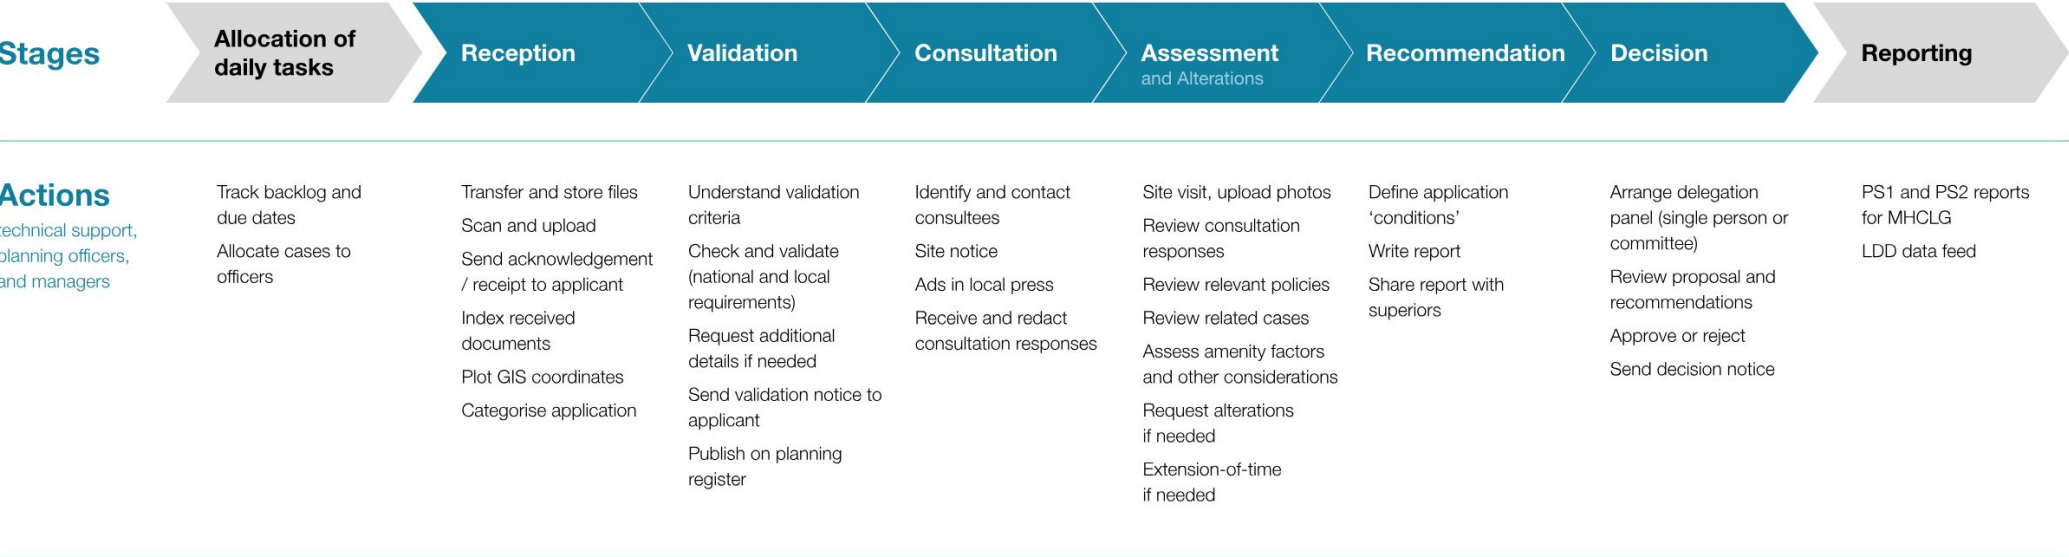 Stages
Allocation of
daily tasks
Reception
Validation
Consultation
Assessment
and Alterations
Recommendation
Decision
Reporting
Actions
technical support,
planning officers,
and managers
Track backlog and
due dates
Allocate cases to
officers
Transfer and store files
Scan and upload
Send acknowledgement
/ receipt to applicant
Index received
documents
Plot GIS coordinates
Categorise application
Understand validation
criteria
Check and validate
(national and local
requirements)
Request additional
details if needed
Send validation notice to
applicant
Publish on planning
register
Identify and contact
consultees
Site notice
Ads in local press
Receive and redact
consultation responses
Site visit, upload photos
Review consultation
responses
Review relevant policies
Review related cases
Assess amenity factors
and other considerations
Request alterations
if needed
Extension-of-time
if needed
Define application
‘conditions’
Write report
Share report with
superiors
Arrange delegation
panel (single person or
committee)
Review proposal and
recommendations
Approve or reject
Send decision notice
PS1 and PS2 reports
for MHCLG
LDD data feed